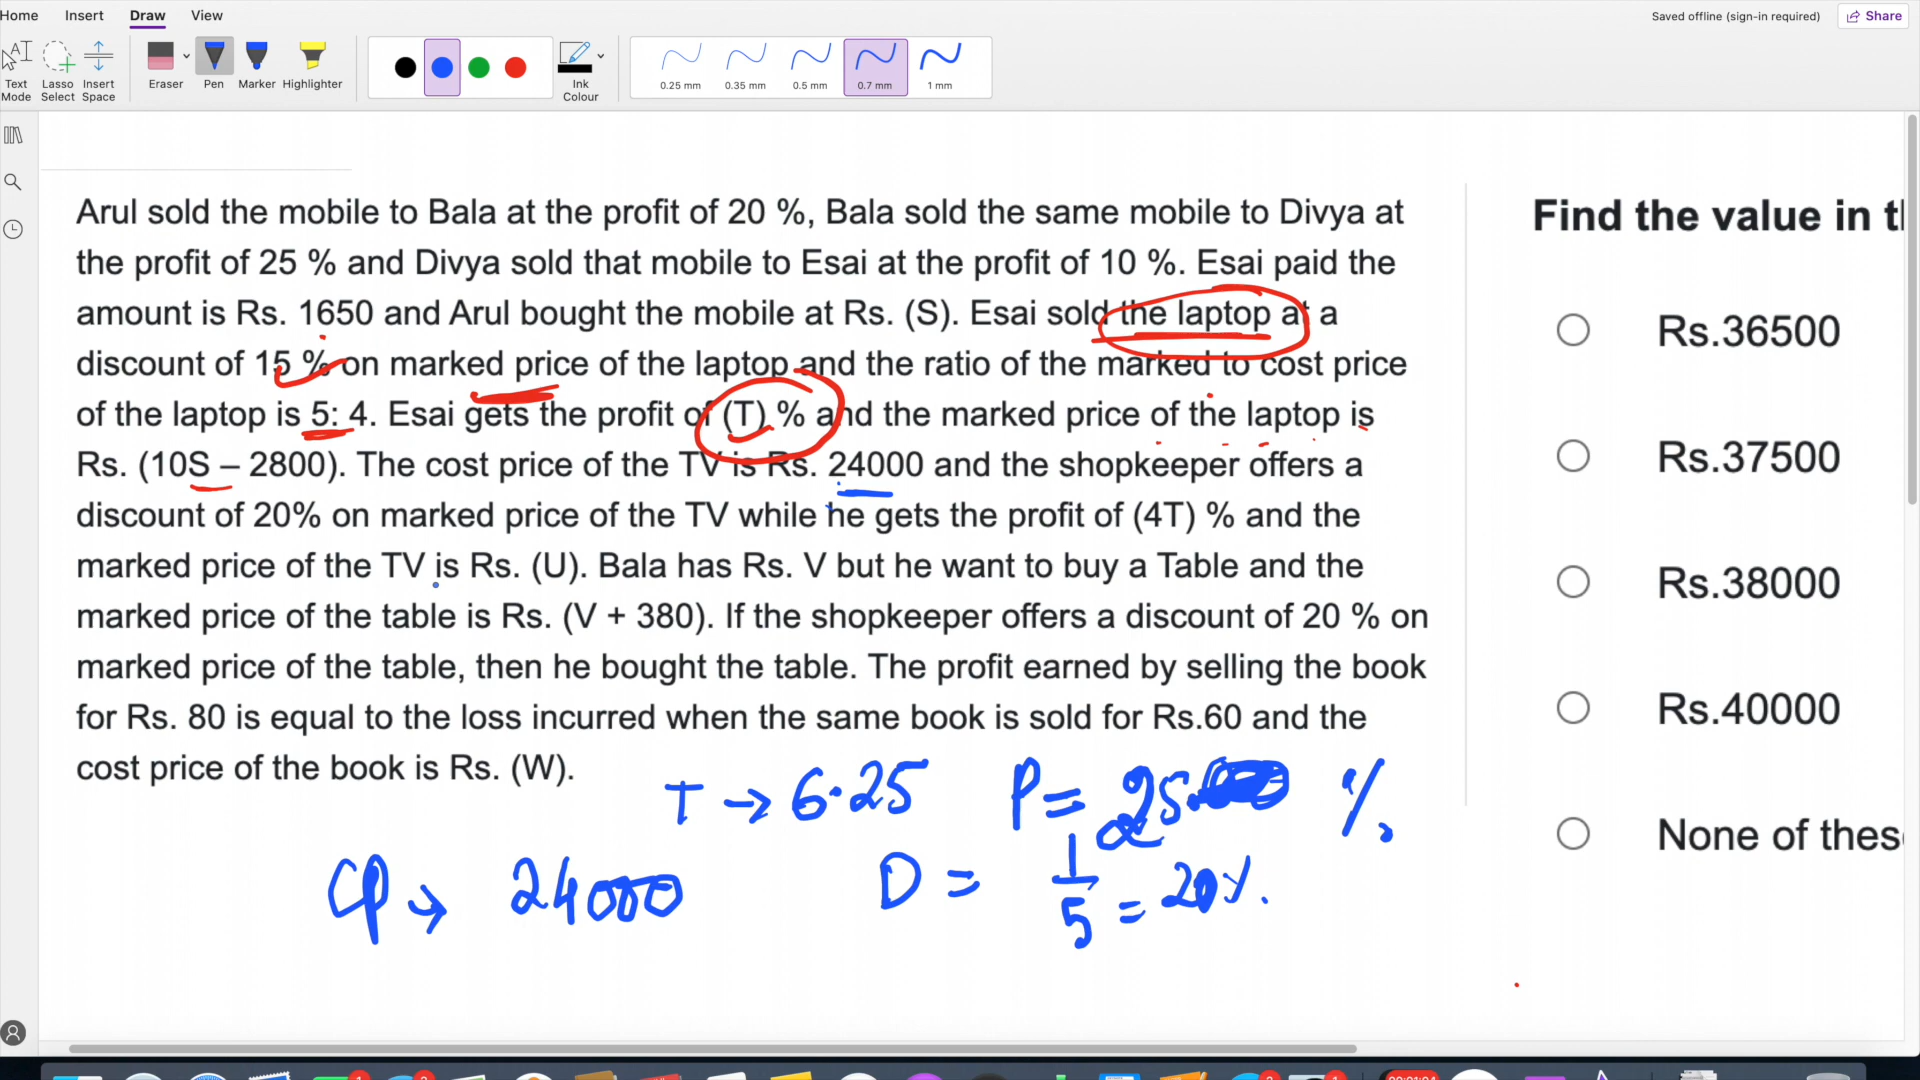 Home Insert Draw View
Saved offline (sign-in required) Share
Text Mode
Lasso Select
Insert Space
Eraser
Pen
Marker
Highlighter
Ink Colour
0.25 mm
0.35 mm
0.5 mm
0.7 mm
1 mm
Arul sold the mobile to Bala at the profit of 20 %, Bala sold the same mobile to Divya at
the profit of 25 % and Divya sold that mobile to Esai at the profit of 10 %. Esai paid the
amount is Rs. 1650 and Arul bought the mobile at Rs. (S). Esai sold the laptop at a
discount of 15 % on marked price of the laptop and the ratio of the marked to cost price
of the laptop is 5: 4. Esai gets the profit of (T) % and the marked price of the laptop is
Rs. (10S – 2800). The cost price of the TV is Rs. 24000 and the shopkeeper offers a
discount of 20% on marked price of the TV while he gets the profit of (4T) % and the
marked price of the TV is Rs. (U). Bala has Rs. V but he want to buy a Table and the
marked price of the table is Rs. (V + 380). If the shopkeeper offers a discount of 20 % on
marked price of the table, then he bought the table. The profit earned by selling the book
for Rs. 80 is equal to the loss incurred when the same book is sold for Rs.60 and the
cost price of the book is Rs. (W).
T → 6.25 P = 25 %
CP → 24000 D = 1/5 = 20%
Find the value in
Rs.36500
Rs.37500
Rs.38000
Rs.40000
None of these